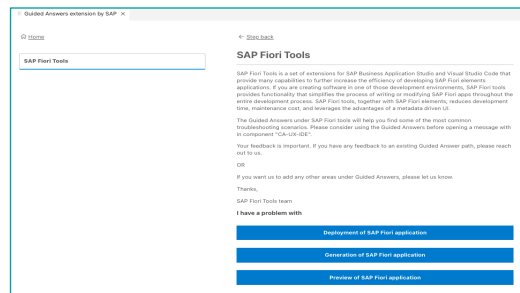 Guided Answers extension by SAP ×
Home
← Step back
SAP Fiori Tools
SAP Fiori Tools
SAP Fiori Tools is a set of extensions for SAP Business Application Studio and Visual Studio Code that
provide many capabilities to further increase the efficiency of developing SAP Fiori elements
applications. If you are creating software in one of those development environments, SAP Fiori tools
provides functionality that simplifies the process of writing or modifying SAP Fiori apps throughout the
entire development process. SAP Fiori tools, together with SAP Fiori elements, reduces development
time, maintenance cost, and leverages the advantages of a metadata driven UI.
The Guided Answers under SAP Fiori tools will help you find some of the most common
troubleshooting scenarios. Please consider using the Guided Answers before opening a message with
in component "CA-UX-IDE".
Your feedback is important. If you have any feedback to an existing Guided Answer path, please reach
out to us.
OR
If you want us to add any other areas under Guided Answers, please let us know.
Thanks,
SAP Fiori Tools team
I have a problem with
Deployment of SAP Fiori application
Generation of SAP Fiori application
Preview of SAP Fiori application